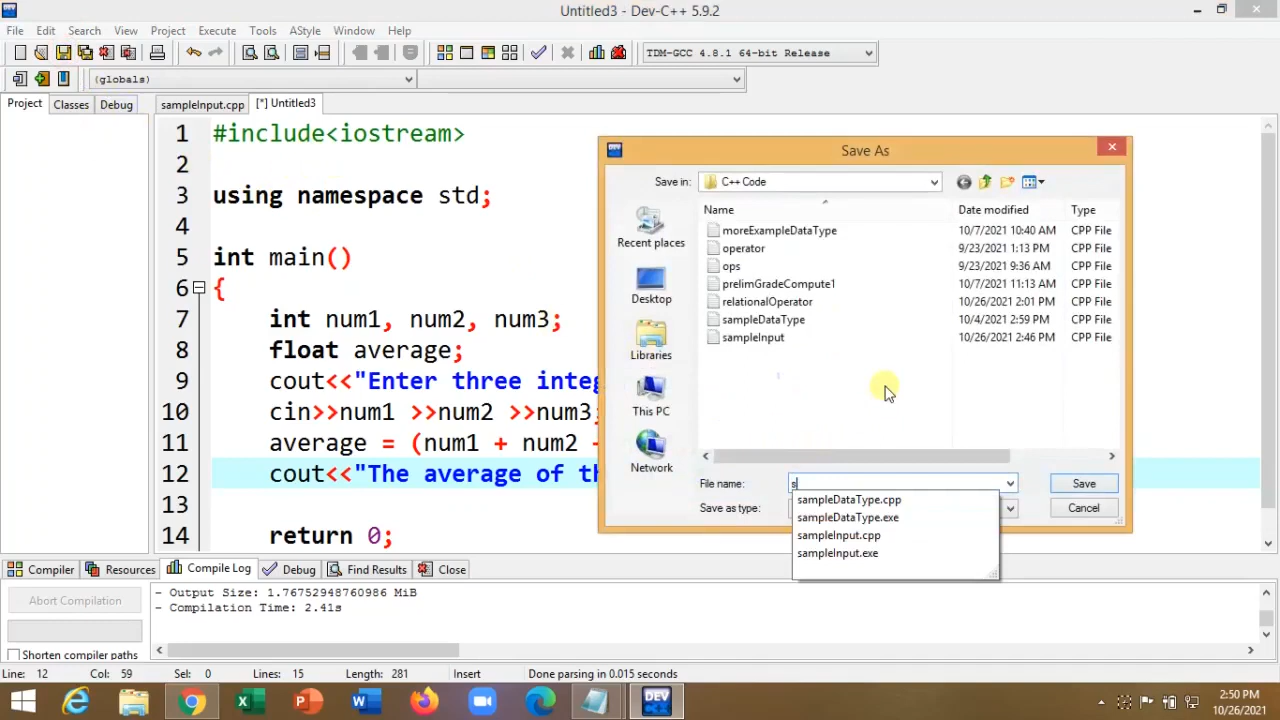 Untitled3 - Dev-C++ 5.9.2
File Edit Search View Project Execute Tools AStyle Window Help
TDM-GCC 4.8.1 64-bit Release
(globals)
Project Classes Debug sampleInput.cpp [*] Untitled3
1 #include<iostream>
2
3 using namespace std;
4
5 int main()
6 {
7 int num1, num2, num3;
8 float average;
9 cout<<"Enter three integ
10 cin>>num1 >>num2 >>num3;
11 average = (num1 + num2
12 cout<<"The average of th
13
14 return 0;
Save As
Save in: C++ Code
Name Date modified Type
moreExampleDataType 10/7/2021 10:40 AM CPP File
operator 9/23/2021 1:13 PM CPP File
ops 9/23/2021 9:36 AM CPP File
prelimGradeCompute1 10/7/2021 11:13 AM CPP File
relationalOperator 10/26/2021 2:01 PM CPP File
sampleDataType 10/4/2021 2:59 PM CPP File
sampleInput 10/26/2021 2:46 PM CPP File
Recent places
Desktop
Libraries
This PC
Network
File name: s Save
Save as type: Cancel
sampleDataType.cpp
sampleDataType.exe
sampleInput.cpp
sampleInput.exe
Compiler Resources Compile Log Debug Find Results Close
Abort Compilation
Shorten compiler paths
- Output Size: 1.76752948760986 MiB
- Compilation Time: 2.41s
Line: 12 Col: 59 Sel: 0 Lines: 15 Length: 281 Insert Done parsing in 0.015 seconds
DEV
2:50 PM
10/26/2021